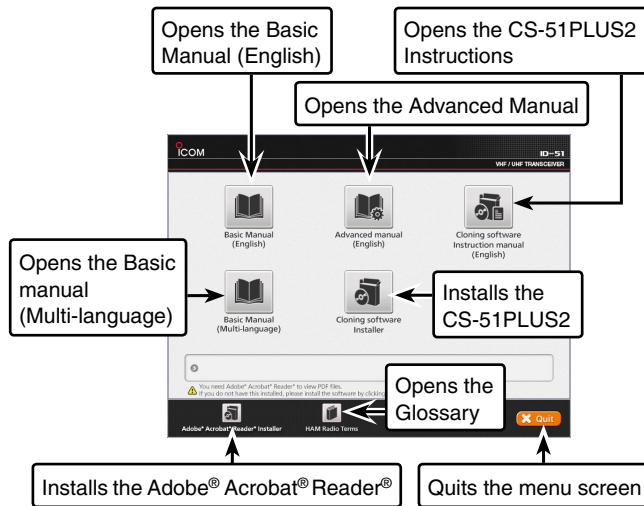 Opens the Basic
Manual (English)
Opens the CS-51PLUS2
Instructions
Opens the Advanced Manual
ICOM
ID-51
VHF / UHF TRANSCEIVER
Basic Manual
(English)
Advanced manual
(English)
Cloning software
Instruction manual
(English)
Opens the Basic
manual
(Multi-language)
Basic Manual
(Multi-language)
Cloning software
Installer
Installs the
CS-51PLUS2
You need Adobe® Acrobat® Reader® to view PDF files.
If you do not have this installed, please install the software by clicking
Opens the
Glossary
Adobe® Acrobat® Reader® Installer
HAM Radio Terms
Quit
Installs the Adobe® Acrobat® Reader®
Quits the menu screen